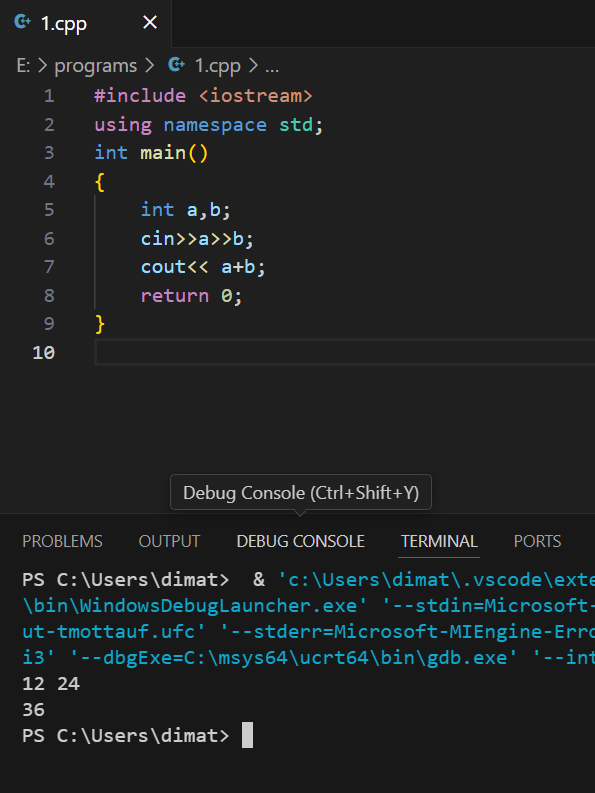 1.cpp
E: > programs > 1.cpp > ...
1 #include <iostream>
2 using namespace std;
3 int main()
4 {
5     int a,b;
6     cin>>a>>b;
7     cout<< a+b;
8     return 0;
9 }
10
Debug Console (Ctrl+Shift+Y)
PROBLEMS OUTPUT DEBUG CONSOLE TERMINAL PORTS
PS C:\Users\dimat>  & 'c:\Users\dimat\.vscode\exte
\bin\WindowsDebugLauncher.exe' '--stdin=Microsoft-
ut-tmottauf.ufc' '--stderr=Microsoft-MIEngine-Erro
i3' '--dbgExe=C:\msys64\ucrt64\bin\gdb.exe' '--int
12 24
36
PS C:\Users\dimat>